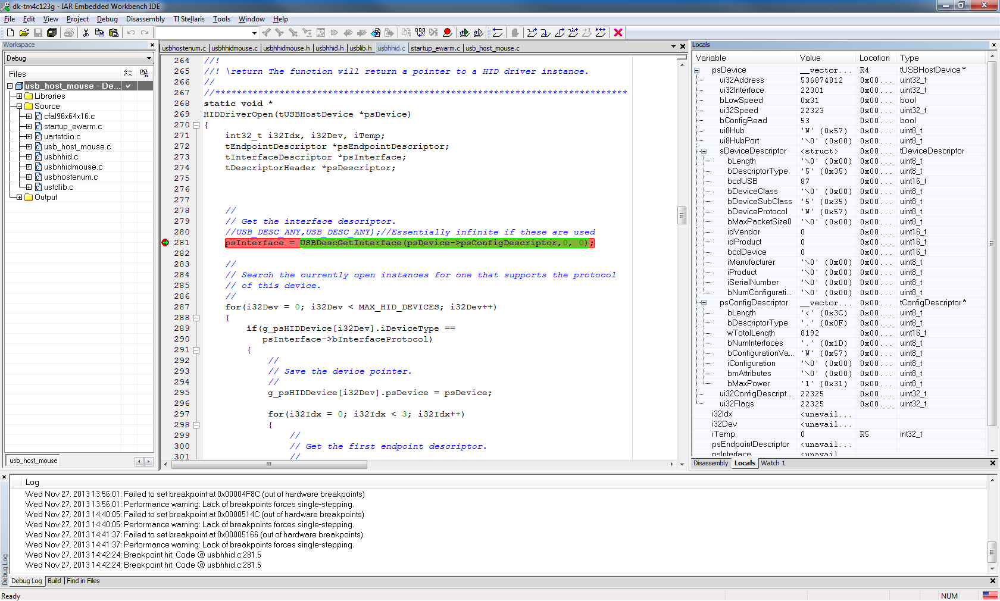 dk-tm4c123g - IAR Embedded Workbench IDE
File Edit View Project Debug Disassembly TI Stellaris Tools Window Help
Workspace
Debug
Files
usb_host_mouse - De...
Libraries
Source
cfal96x64x16.c
startup_ewarm.c
uartstdio.c
usb_host_mouse.c
usbhhid.c
usbhhidmouse.c
usbhostenum.c
ustdlib.c
Output
usb_host_mouse
usbhostenum.c usbhhidmouse.c usbhhidmouse.h usbhhid.h usblib.h usbhhid.c startup_ewarm.c usb_host_mouse.c
264 //!
265 //! \return The function will return a pointer to a HID driver instance.
266 //
267 //*****************************************************************************
268 static void *
269 HIDDriverOpen(tUSBHostDevice *psDevice)
270 {
271 int32_t i32Idx, i32Dev, iTemp;
272 tEndpointDescriptor *psEndpointDescriptor;
273 tInterfaceDescriptor *psInterface;
274 tDescriptorHeader *psDescriptor;
275
276
277
278 //
279 // Get the interface descriptor.
280 //USB_DESC_ANY,USB_DESC_ANY);//Essentially infinite if these are used
281 psInterface = USBDescGetInterface(psDevice->psConfigDescriptor,0, 0);
282
283 //
284 // Search the currently open instances for one that supports the protocol
285 // of this device.
286 //
287 for(i32Dev = 0; i32Dev < MAX_HID_DEVICES; i32Dev++)
288 {
289 if(g_psHIDDevice[i32Dev].iDeviceType ==
290 psInterface->bInterfaceProtocol)
291 {
292 //
293 // Save the device pointer.
294 //
295 g_psHIDDevice[i32Dev].psDevice = psDevice;
296
297 for(i32Idx = 0; i32Idx < 3; i32Idx++)
298 {
299 //
300 // Get the first endpoint descriptor.
301 //
Locals
Variable Value Location Type
psDevice __vector... R4 tUSBHostDevice *
ui32Address 536874812 0x00... uint32_t
ui32Interface 22301 0x00... uint32_t
bLowSpeed 0x31 0x00... bool
ui32Speed 22323 0x00... uint32_t
bConfigRead 53 0x00... bool
ui8Hub 'W' (0x57) 0x00... uint8_t
ui8HubPort '\0' (0x00) 0x00... uint8_t
sDeviceDescriptor <struct> 0x00... tDeviceDescriptor
bLength '\0' (0x00) 0x00... uint8_t
bDescriptorType '5' (0x35) 0x00... uint8_t
bcdUSB 87 0x00... uint16_t
bDeviceClass '\0' (0x00) 0x00... uint8_t
bDeviceSubClass '5' (0x35) 0x00... uint8_t
bDeviceProtocol 'W' (0x57) 0x00... uint8_t
bMaxPacketSize0 '\0' (0x00) 0x00... uint8_t
idVendor 0 0x00... uint16_t
idProduct 0 0x00... uint16_t
bcdDevice 0 0x00... uint16_t
iManufacturer '\0' (0x00) 0x00... uint8_t
iProduct '\0' (0x00) 0x00... uint8_t
iSerialNumber '\0' (0x00) 0x00... uint8_t
bNumConfigurati... '\0' (0x00) 0x00... uint8_t
psConfigDescriptor __vector... 0x00... tConfigDescriptor *
bLength '<' (0x3C) 0x00... uint8_t
bDescriptorType '.' (0x0F) 0x00... uint8_t
wTotalLength 8192 0x00... uint16_t
bNumInterfaces '.' (0x1D) 0x00... uint8_t
bConfigurationVa... 'W' (0x57) 0x00... uint8_t
iConfiguration '\0' (0x00) 0x00... uint8_t
bmAttributes '\0' (0x00) 0x00... uint8_t
bMaxPower '1' (0x31) 0x00... uint8_t
ui32ConfigDescript... 22325 0x00... uint32_t
ui32Flags 22325 0x00... uint32_t
i32Idx <unavail...
i32Dev <unavail...
iTemp 0 R5 int32_t
psEndpointDescriptor <unavail...
psInterface <unavail...
Disassembly Locals Watch 1
Log
Wed Nov 27, 2013 13:56:01: Failed to set breakpoint at 0x00004F8C (out of hardware breakpoints)
Wed Nov 27, 2013 13:56:01: Performance warning: Lack of breakpoints forces single-stepping.
Wed Nov 27, 2013 14:40:05: Failed to set breakpoint at 0x0000514C (out of hardware breakpoints)
Wed Nov 27, 2013 14:40:05: Performance warning: Lack of breakpoints forces single-stepping.
Wed Nov 27, 2013 14:41:37: Failed to set breakpoint at 0x00005166 (out of hardware breakpoints)
Wed Nov 27, 2013 14:41:37: Performance warning: Lack of breakpoints forces single-stepping.
Wed Nov 27, 2013 14:42:24: Breakpoint hit: Code @ usbhhid.c:281.5
Wed Nov 27, 2013 14:42:24: Breakpoint hit: Code @ usbhhid.c:281.5
Debug Log
Debug Log Build Find in Files
Ready NUM